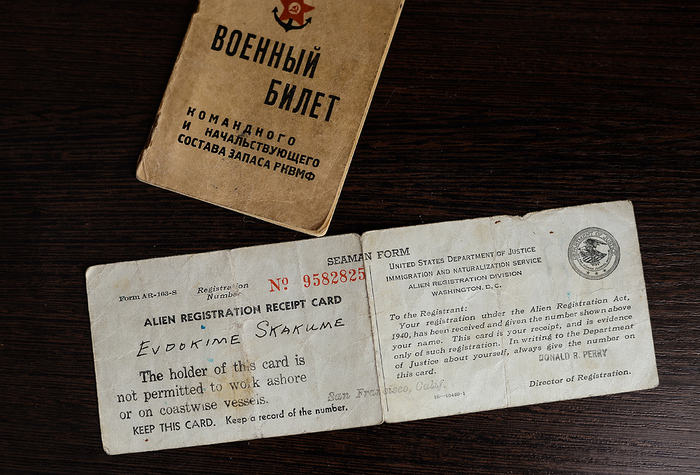 ВОЕННЫЙ
БИЛЕТ
КОМАНДНОГО
И НАЧАЛЬСТВУЮЩЕГО
СОСТАВА ЗАПАСА РКВМФ
SEAMAN FORM
Form AR-103-S
Registration
Number
№ 9582825
ALIEN REGISTRATION RECEIPT CARD
EVDOKIME SKAKUME
The holder of this card is
not permitted to work ashore
or on coastwise vessels.
KEEP THIS CARD. Keep a record of the number.
San Francisco, Calif.
UNITED STATES DEPARTMENT OF JUSTICE
IMMIGRATION AND NATURALIZATION SERVICE
ALIEN REGISTRATION DIVISION
WASHINGTON, D. C.
To the Registrant:
Your registration under the Alien Registration Act,
1940, has been received and given the number shown above
your name. This card is your receipt, and is evidence
only of such registration. In writing to the Department
of Justice about yourself, always give the number on
this card.
DONALD R. PERRY
Director of Registration.